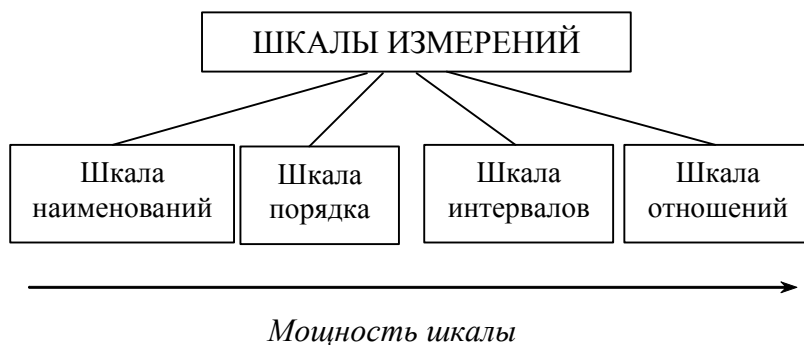 ШКАЛЫ ИЗМЕРЕНИЙ
Шкала
наименований
Шкала
порядка
Шкала
интервалов
Шкала
отношений
Мощность шкалы